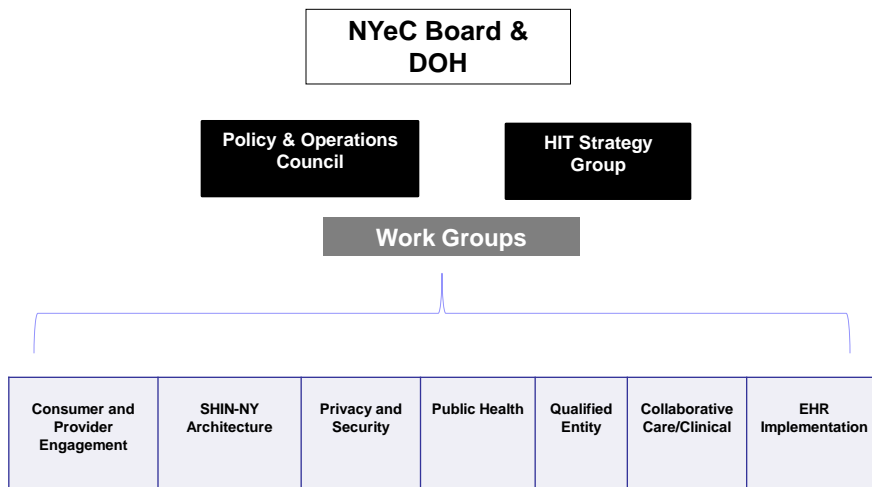 NYeC Board &
DOH
Policy & Operations
Council
HIT Strategy
Group
Work Groups
Consumer and
Provider
Engagement
SHIN-NY
Architecture
Privacy and
Security
Public Health
Qualified
Entity
Collaborative
Care/Clinical
EHR
Implementation